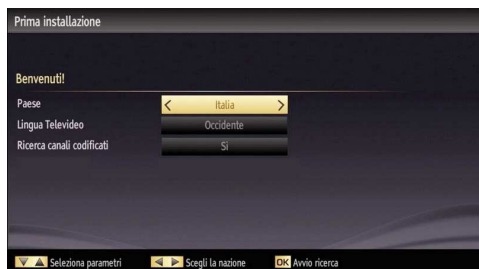 Prima installazione
Benvenuti!
Paese < Italia >
Lingua Televideo Occidente
Ricerca canali codificati Si
Seleziona parametri Scegli la nazione OK Avvio ricerca